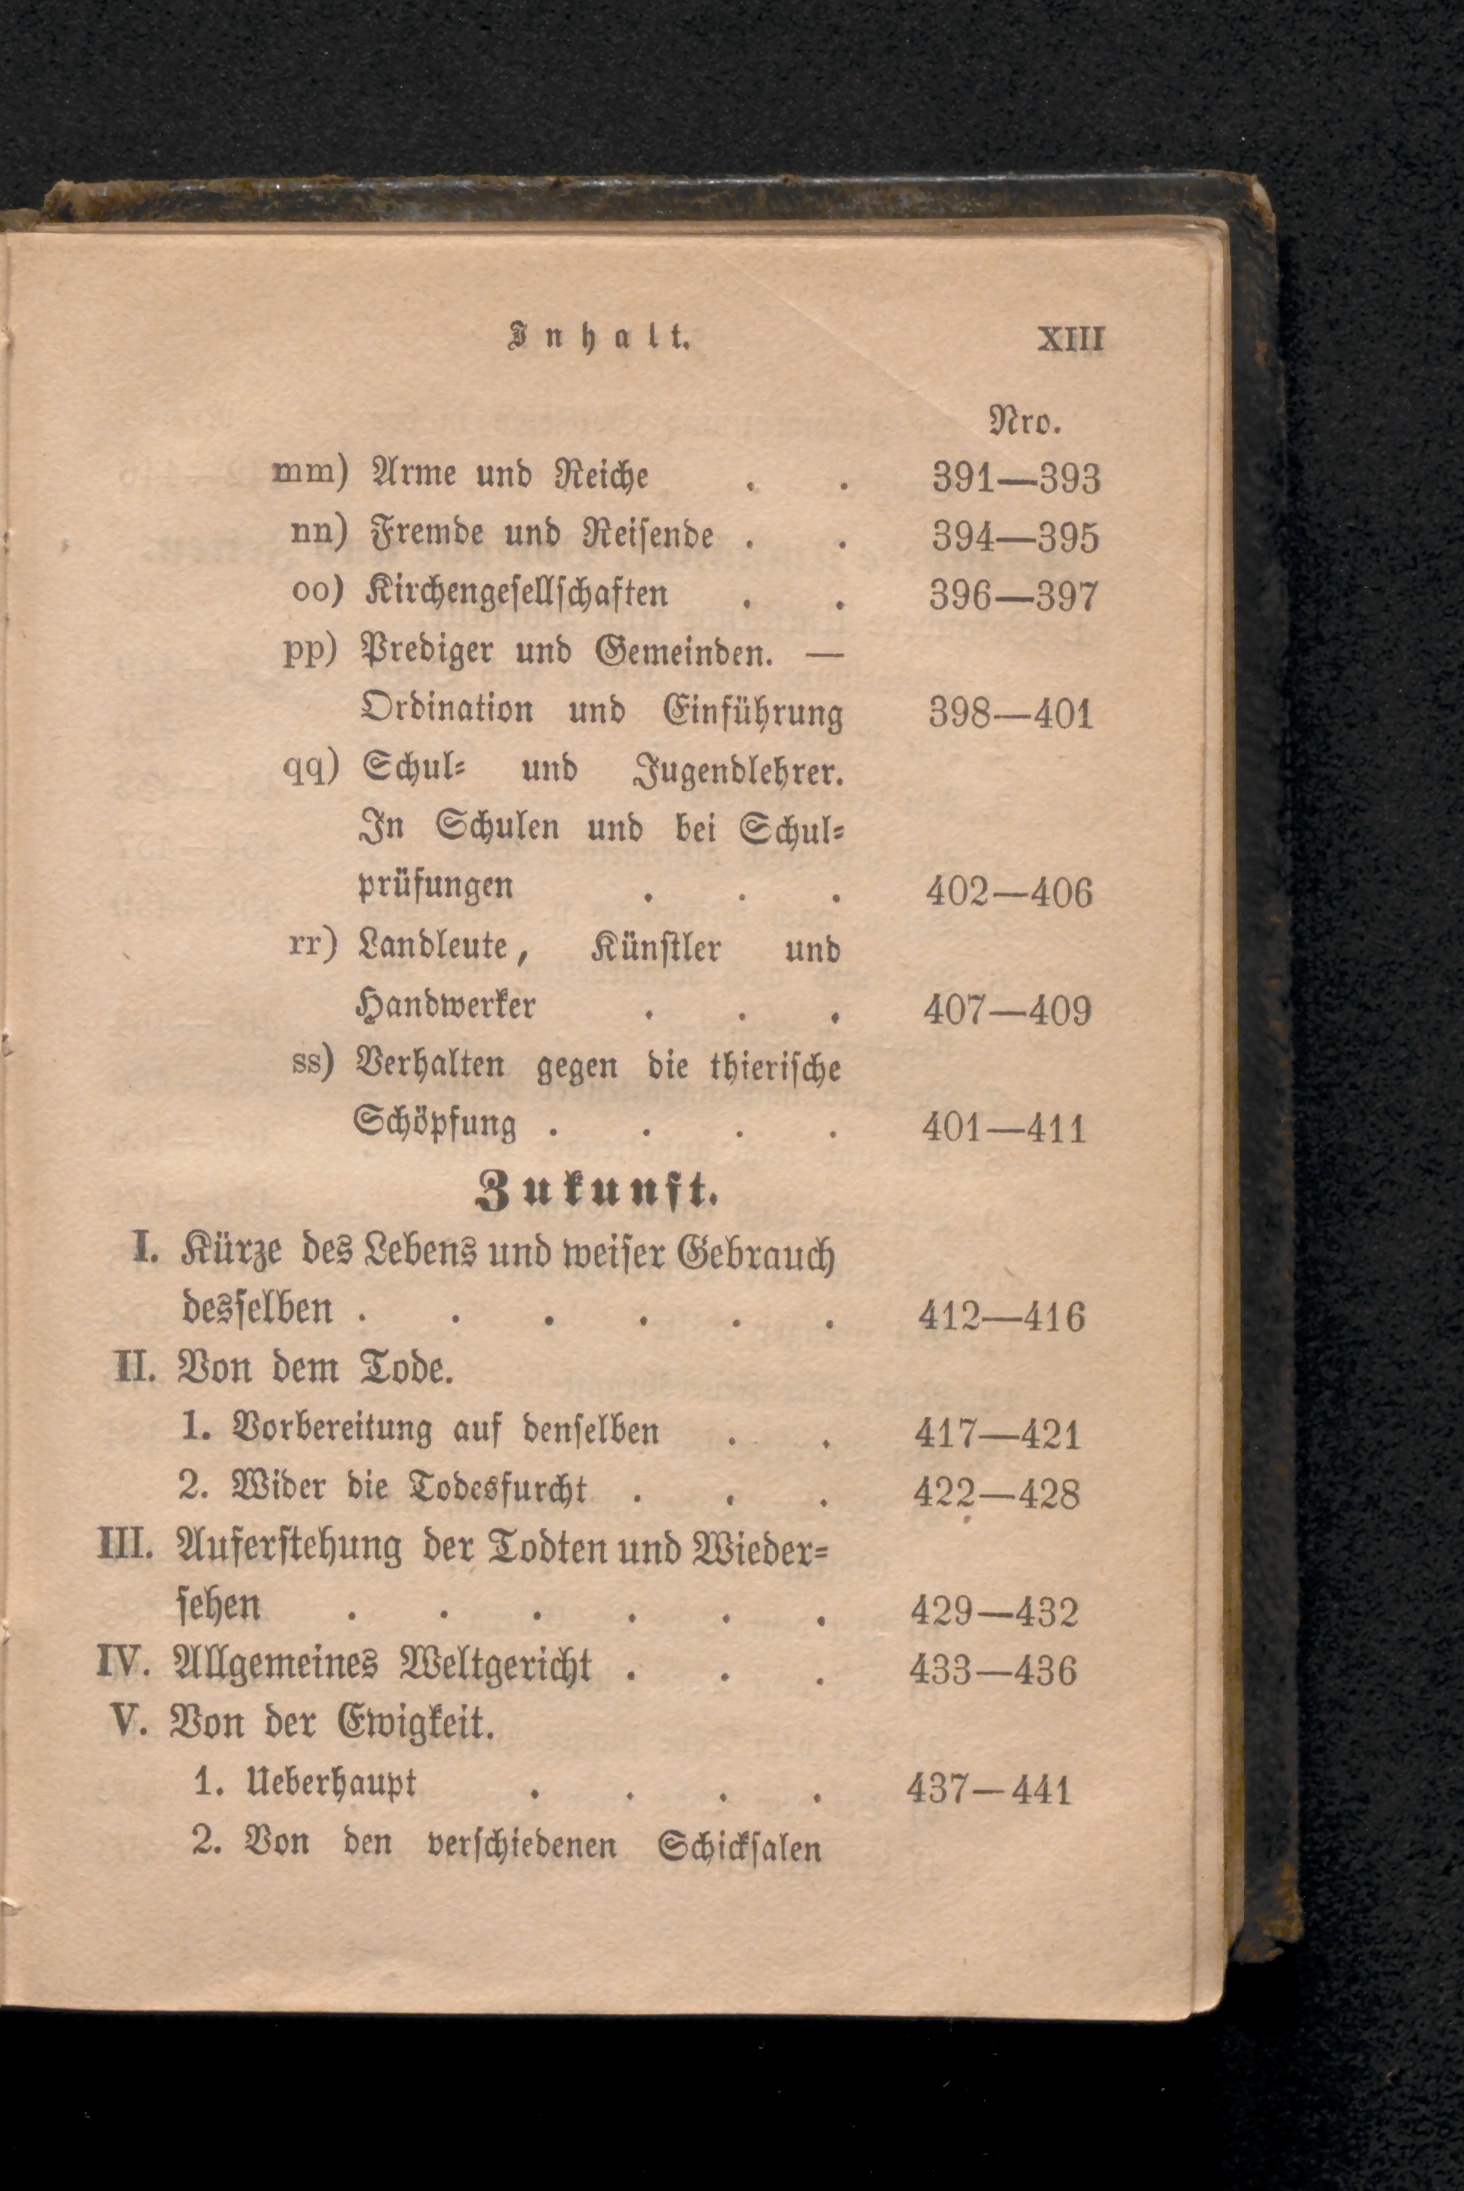 Inhalt. XIII
Nro.
mm) Arme und Reiche . . 391—393
nn) Fremde und Reiſende . . 394—395
oo) Kirchengeſellſchaften . . 396—397
pp) Prediger und Gemeinden. —
Ordination und Einführung 398—401
qq) Schul- und Jugendlehrer.
In Schulen und bei Schul-
prüfungen . . . 402—406
rr) Landleute, Künſtler und
Handwerker . . . 407—409
ss) Verhalten gegen die thieriſche
Schöpfung . . . . 401—411
Zukunft.
I. Kürze des Lebens und weiſer Gebrauch
desſelben . . . . . . 412—416
II. Von dem Tode.
1. Vorbereitung auf denſelben . . 417—421
2. Wider die Todesfurcht . . . 422—428
III. Auferſtehung der Todten und Wieder-
ſehen . . . . . . 429—432
IV. Allgemeines Weltgericht . . . 433—436
V. Von der Ewigkeit.
1. Ueberhaupt . . . . 437—441
2. Von den verſchiedenen Schickſalen